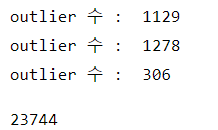 outlier 수 :  1129
outlier 수 :  1278
outlier 수 :  306
23744